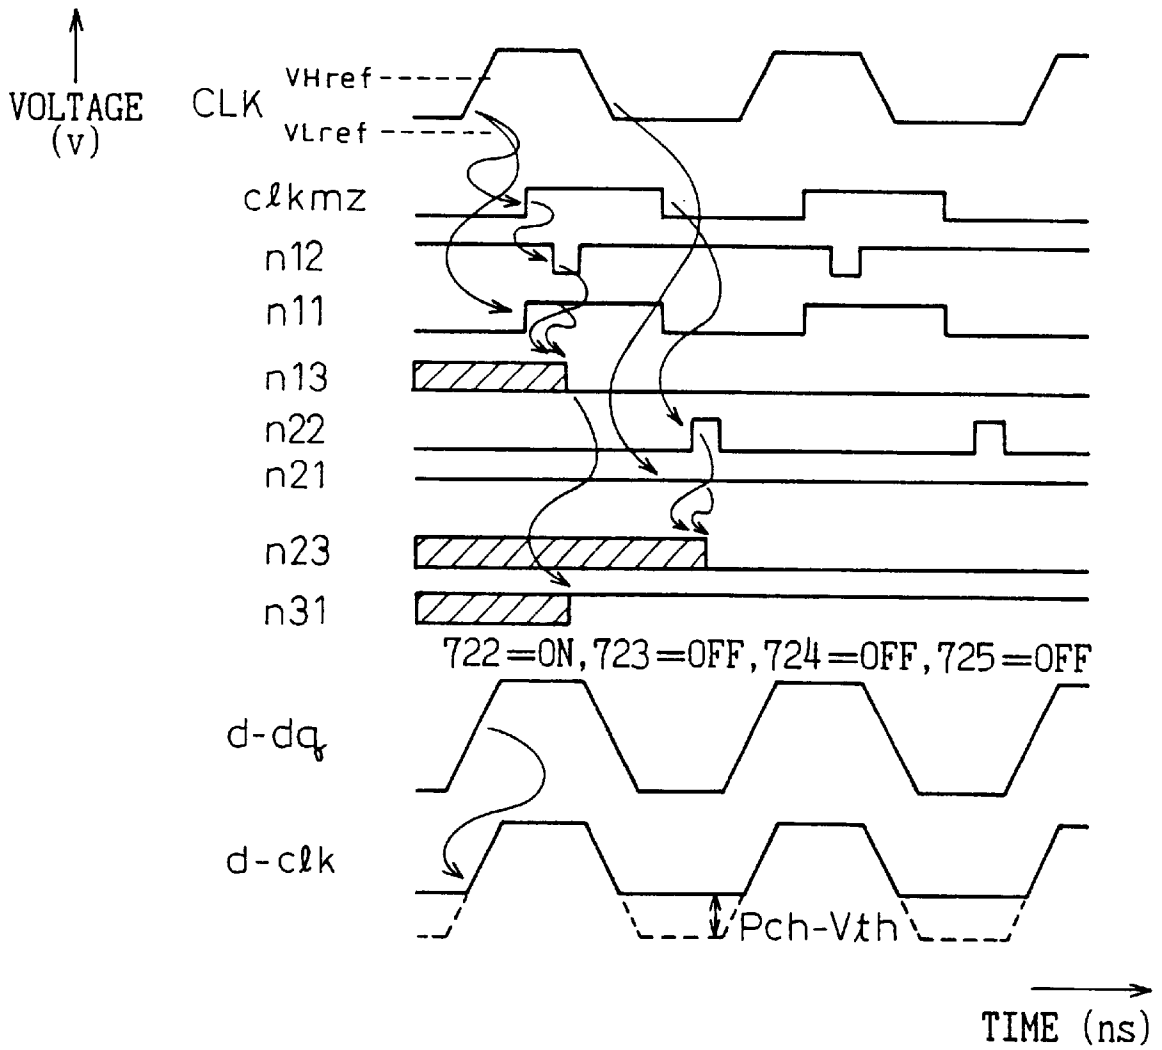 VHref
VOLTAGE
(V)
CLK
VLref
clkmz
n12
n11
n13
n22
n21
n23
n31
722=ON, 723=OFF, 724=OFF, 725=OFF
d-dq
d-clk
Pch-Vth
TIME (ns)